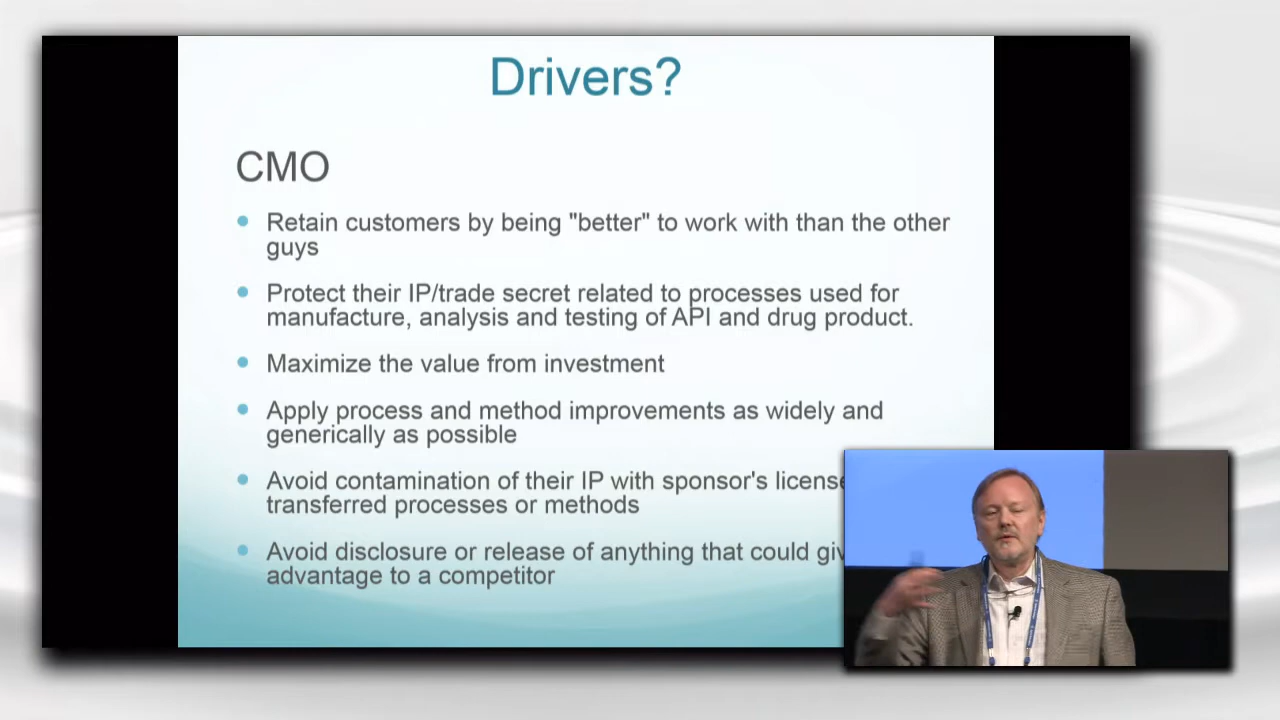 Drivers?
CMO
Retain customers by being "better" to work with than the other
guys
Protect their IP/trade secret related to processes used for
manufacture, analysis and testing of API and drug product.
Maximize the value from investment
Apply process and method improvements as widely and
generically as possible
Avoid contamination of their IP with sponsor's
transferred processes or methods
Avoid disclosure or release of anything that could
advantage to a competitor